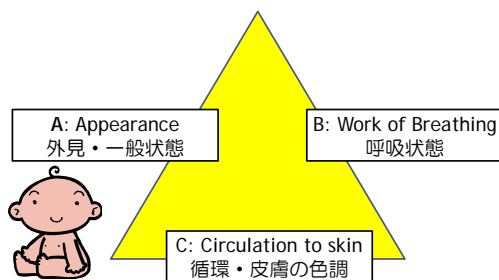 A: Appearance
外見・一般状態
B: Work of Breathing
呼吸状態
C: Circulation to skin
循環・皮膚の色調